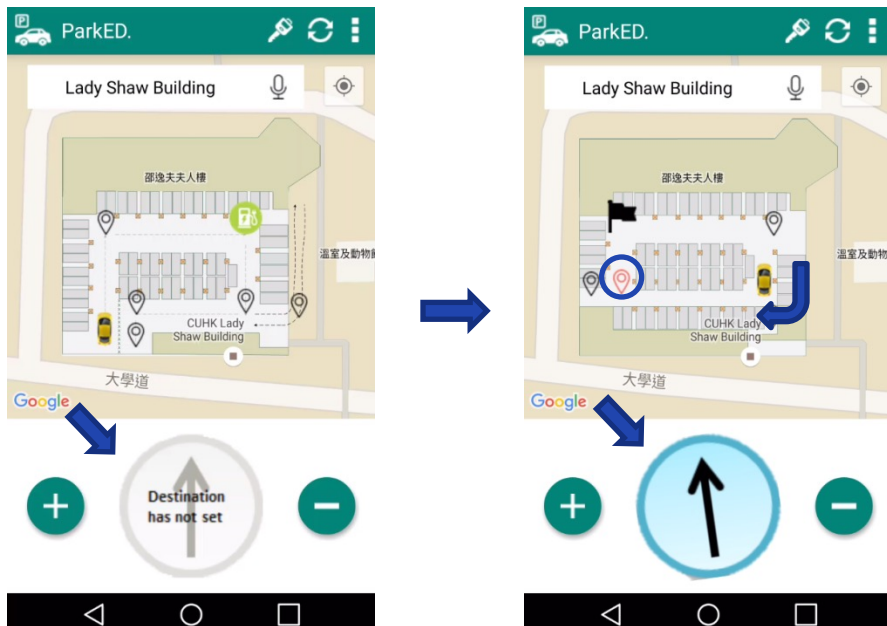 P
ParkED.
Lady Shaw Building
邵逸夫夫人樓
溫室及動物
CUHK Lady
Shaw Building
大學道
Google
Destination
has not set
P
ParkED.
Lady Shaw Building
邵逸夫夫人樓
溫室及動物
CUHK Lady
Shaw Building
大學道
Google